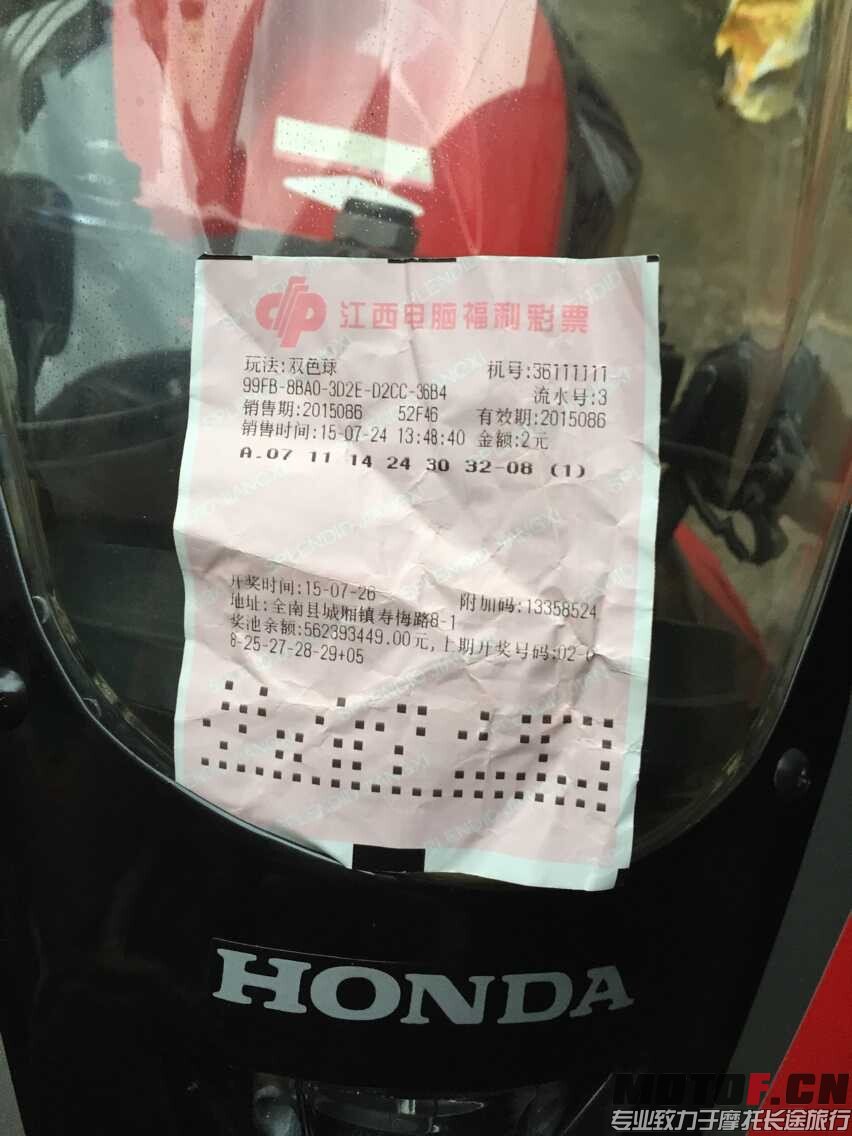 江西电脑福利彩票
玩法:双色球 机号:36111111
99FB-8BA0-3D2E-D2CC-36B4 流水号:3
销售期:2015086 52F46 有效期:2015086
销售时间:15-07-24 13:48:40 金额:2元
A.07 11 14 24 30 32-08 (1)
开奖时间:15-07-26 附加码:13358524
地址:全南县城厢镇寿梅路8-1
奖池余额:562393449.00元,上期开奖号码:02-0
8-25-27-28-29+05
HONDA
MOTOF.CN
专业致力于摩托长途旅行